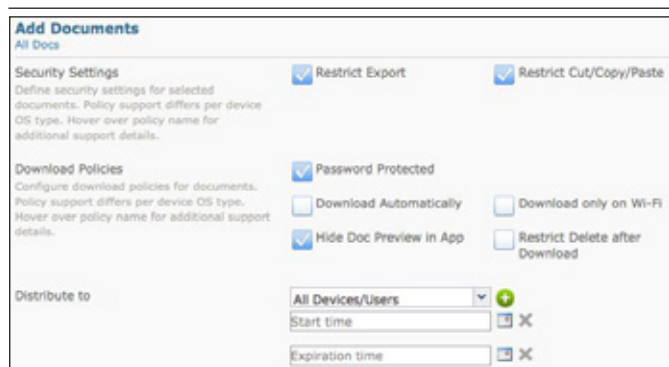 Add Documents
All Docs
Security Settings
Define security settings for selected
documents. Policy support differs per device
OS type. Hover over policy name for
additional support details.
Restrict Export
Restrict Cut/Copy/Paste
Download Policies
Configure download policies for documents.
Policy support differs per device OS type.
Hover over policy name for additional support
details.
Password Protected
Download Automatically
Download only on Wi-Fi
Hide Doc Preview in App
Restrict Delete after
Download
Distribute to
All Devices/Users
Start time
Expiration time